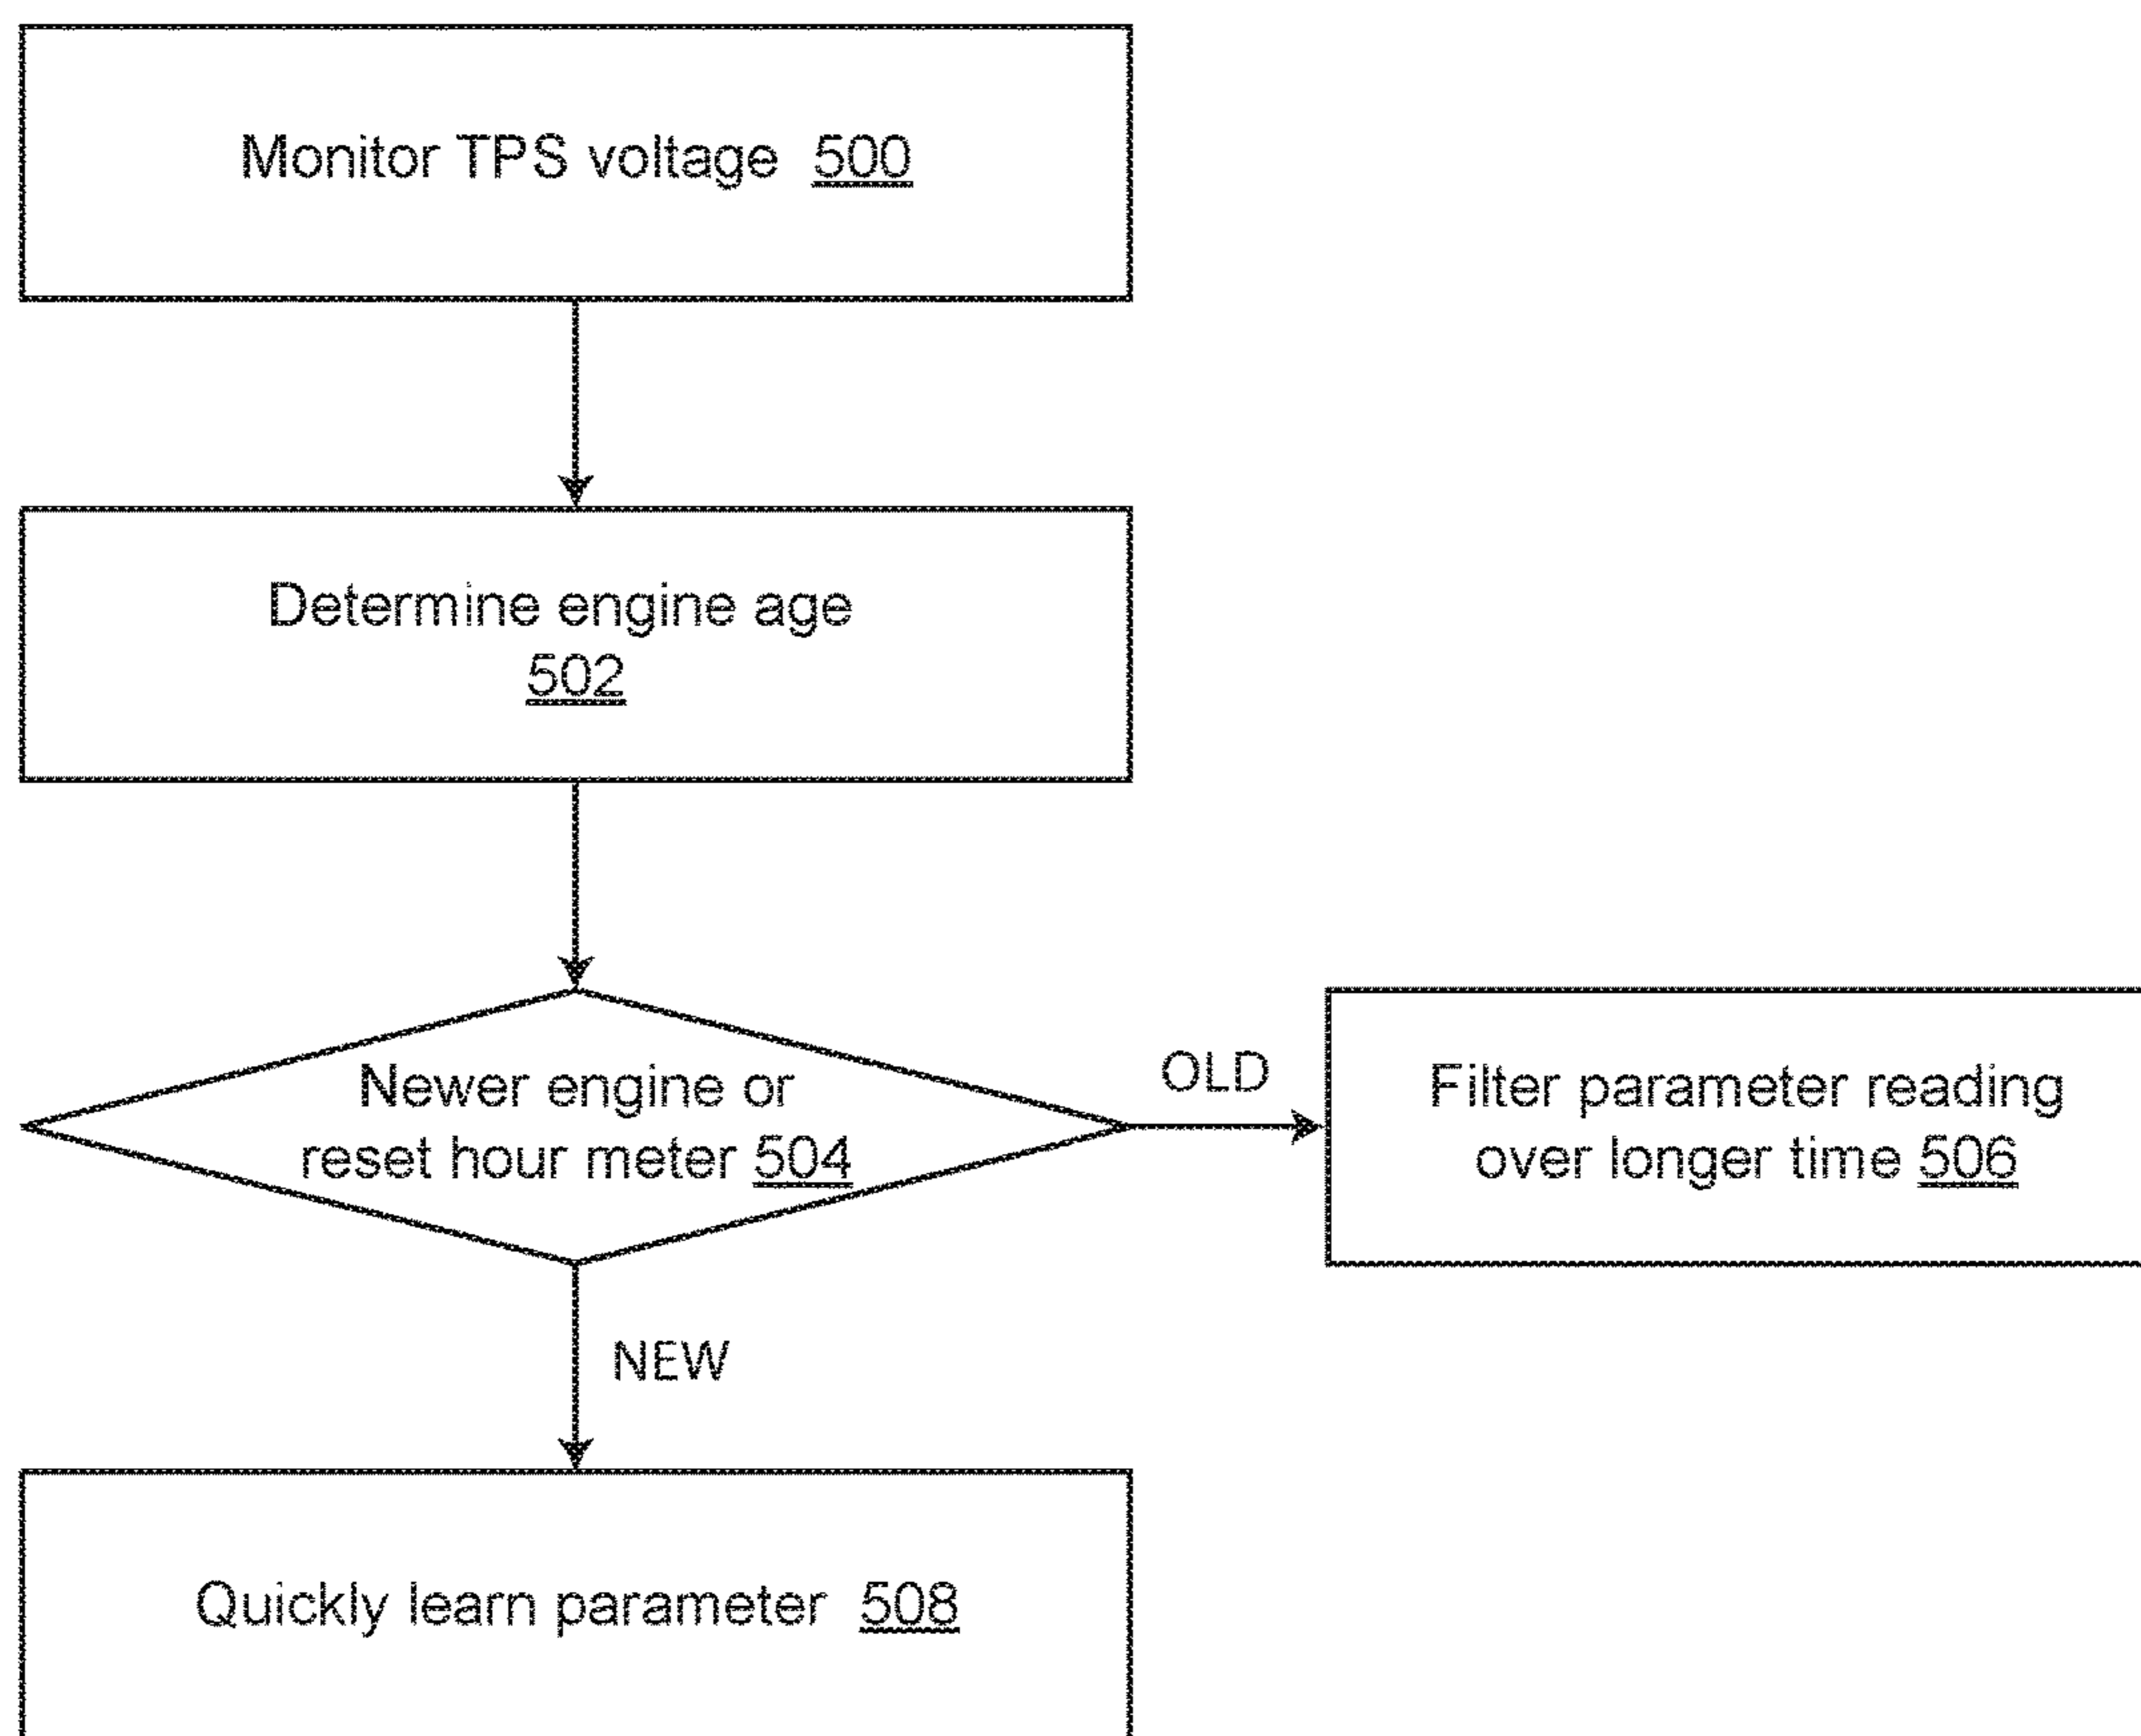 Monitor TPS voltage 500
Determine engine age
502
Newer engine or
reset hour meter 504
OLD
Filter parameter reading
over longer time 506
NEW
Quickly learn parameter 508